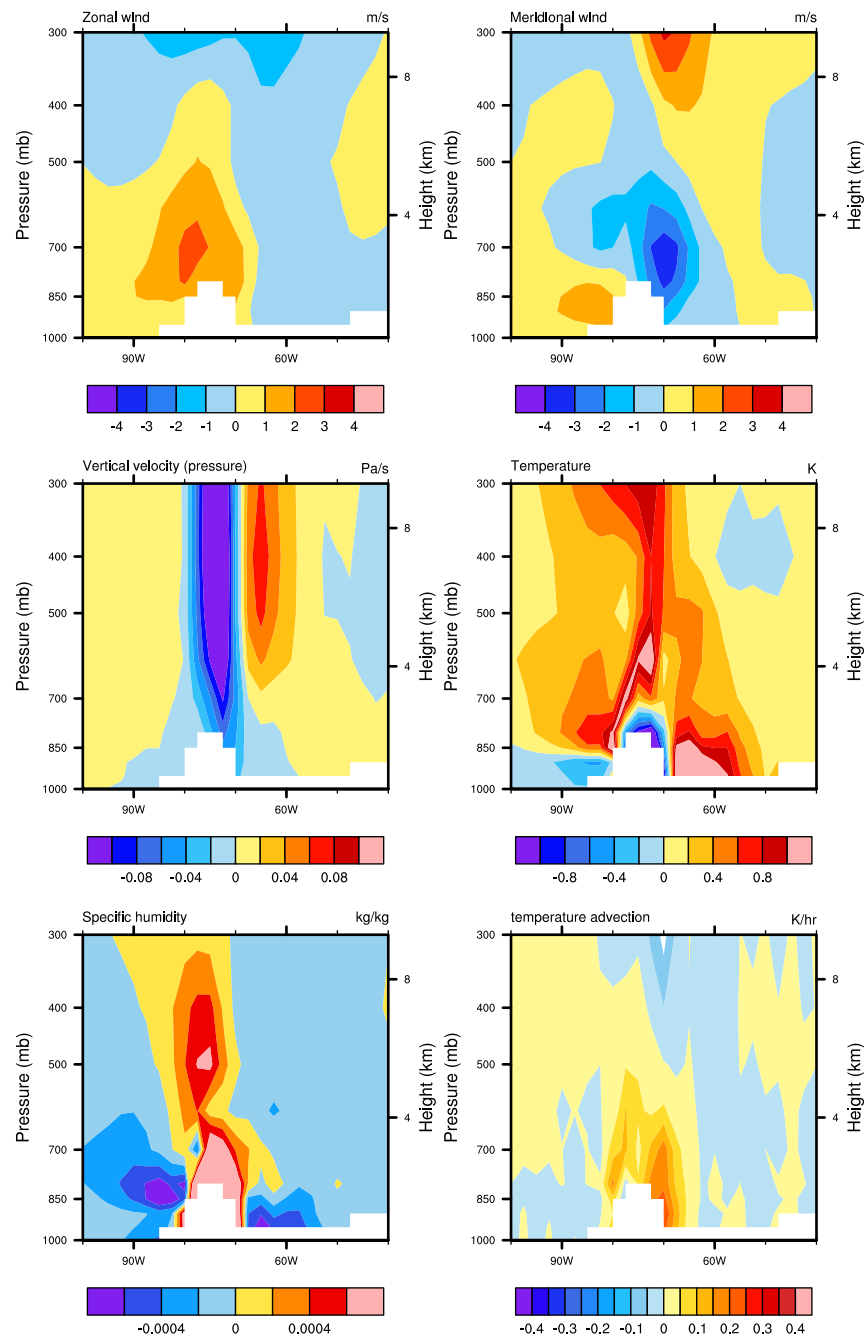 Zonal wind m/s
300
400
500
700
850
1000
Pressure (mb)
8
4
Height (km)
90W 60W
-4 -3 -2 -1 0 1 2 3 4
Meridional wind m/s
300
400
500
700
850
1000
Pressure (mb)
8
4
Height (km)
90W 60W
-4 -3 -2 -1 0 1 2 3 4
Vertical velocity (pressure) Pa/s
300
400
500
700
850
1000
Pressure (mb)
8
4
Height (km)
90W 60W
-0.08 -0.04 0 0.04 0.08
Temperature K
300
400
500
700
850
1000
Pressure (mb)
8
4
Height (km)
90W 60W
-0.8 -0.4 0 0.4 0.8
Specific humidity kg/kg
300
400
500
700
850
1000
Pressure (mb)
8
4
Height (km)
90W 60W
-0.0004 0 0.0004
temperature advection K/hr
300
400
500
700
850
1000
Pressure (mb)
8
4
Height (km)
90W 60W
-0.4 -0.3 -0.2 -0.1 0 0.1 0.2 0.3 0.4